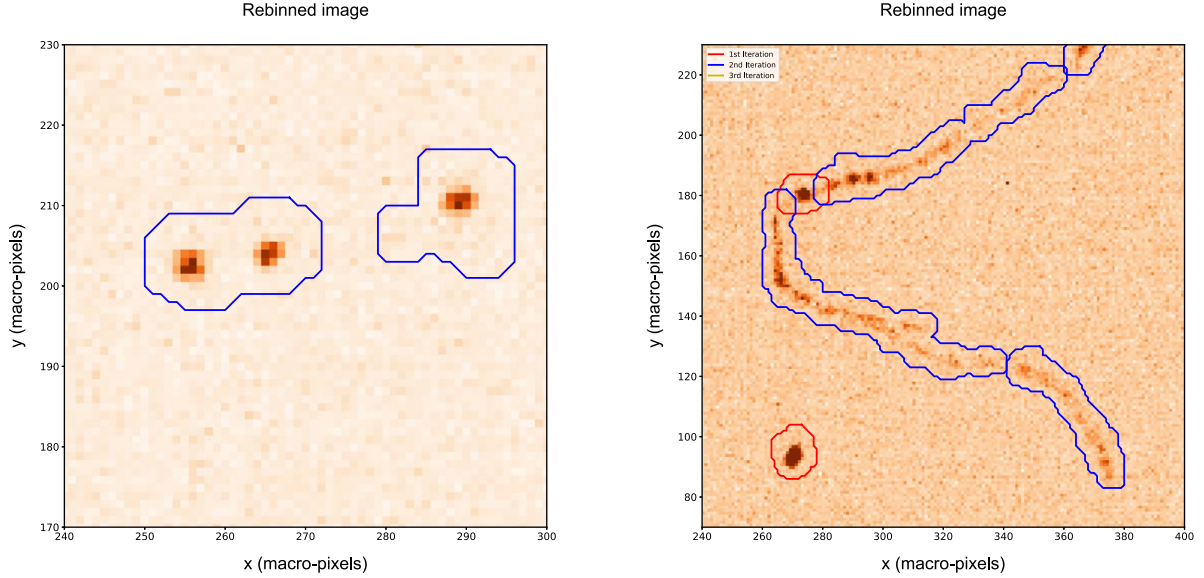 Rebinned image
230
220
210
200
190
180
170
240 250 260 270 280 290 300
x (macro-pixels)
y (macro-pixels)
Rebinned image
1st Iteration
2nd Iteration
3rd Iteration
220
200
180
160
140
120
100
80
240 260 280 300 320 340 360 380 400
x (macro-pixels)
y (macro-pixels)